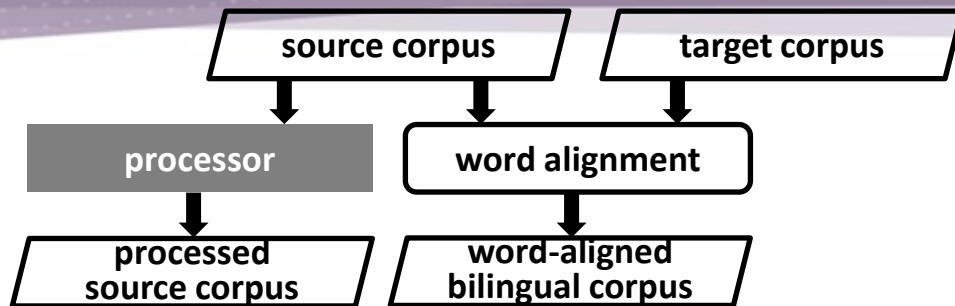 source corpus
target corpus
processor
word alignment
processed
source corpus
word-aligned
bilingual corpus